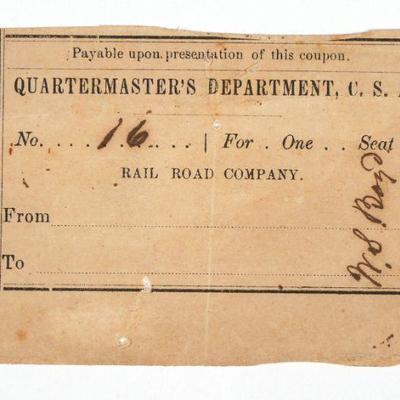 Payable upon presentation of this coupon.
QUARTERMASTER'S DEPARTMENT, C. S.
No. . . . 16 . . . . | For . One . . Seat
RAIL ROAD COMPANY.
From
To